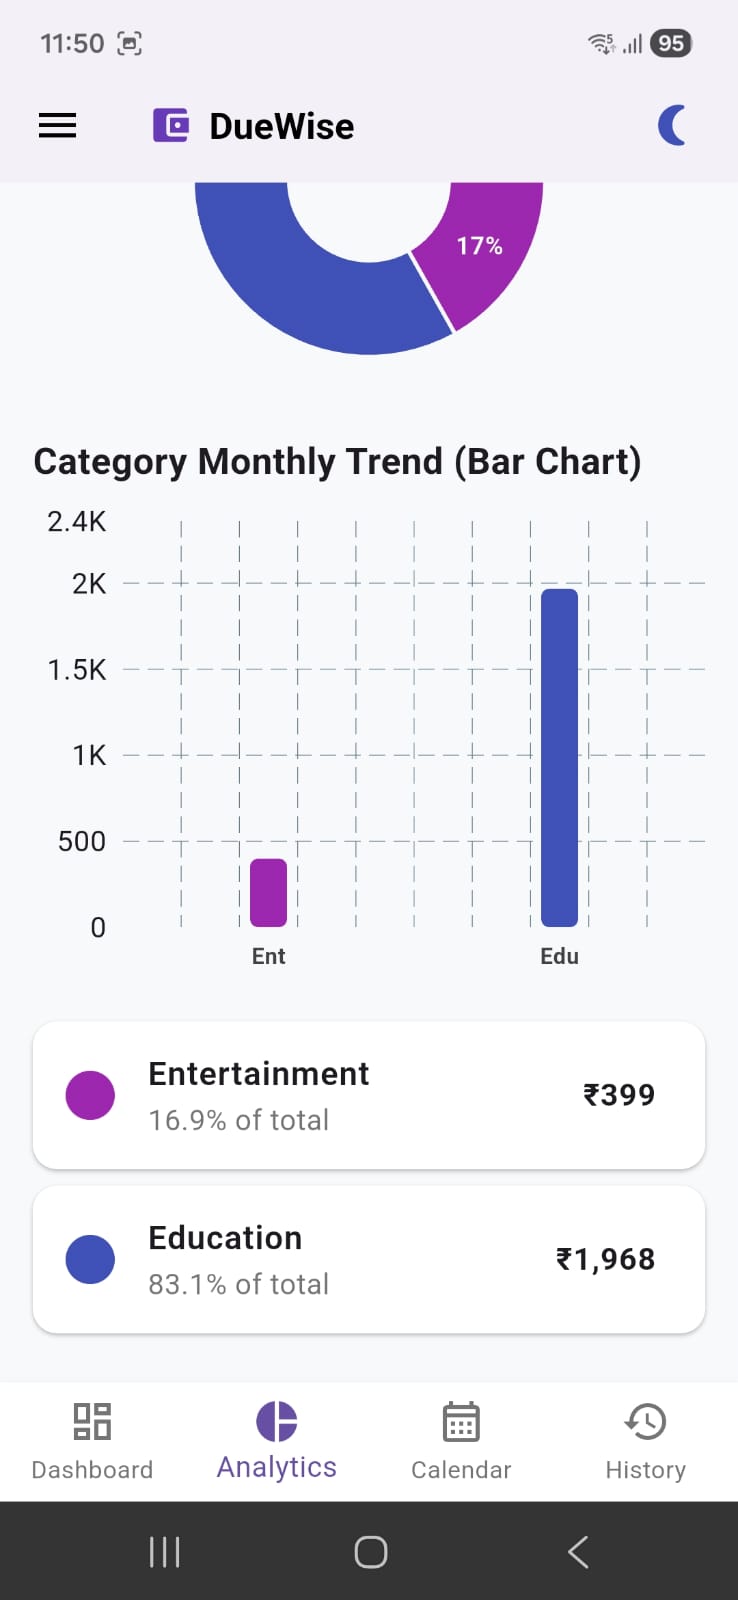 11:50
95
DueWise
17%
Category Monthly Trend (Bar Chart)
2.4K
2K
1.5K
1K
500
0
Ent Edu
Entertainment
16.9% of total
₹399
Education
83.1% of total
₹1,968
Dashboard Analytics Calendar History